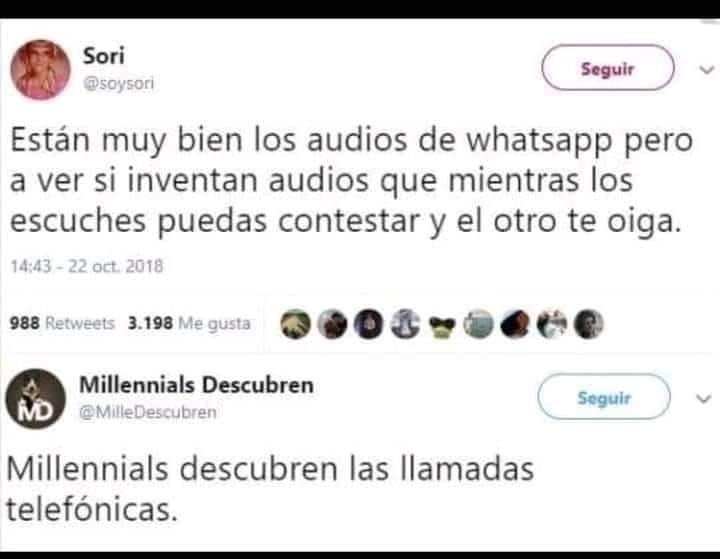 Sori
@soysori
Seguir
Están muy bien los audios de whatsapp pero
a ver si inventan audios que mientras los
escuches puedas contestar y el otro te oiga.
14:43 - 22 oct. 2018
988 Retweets 3.198 Me gusta
MD
Millennials Descubren
@MilleDescubren
Seguir
Millennials descubren las llamadas
telefónicas.